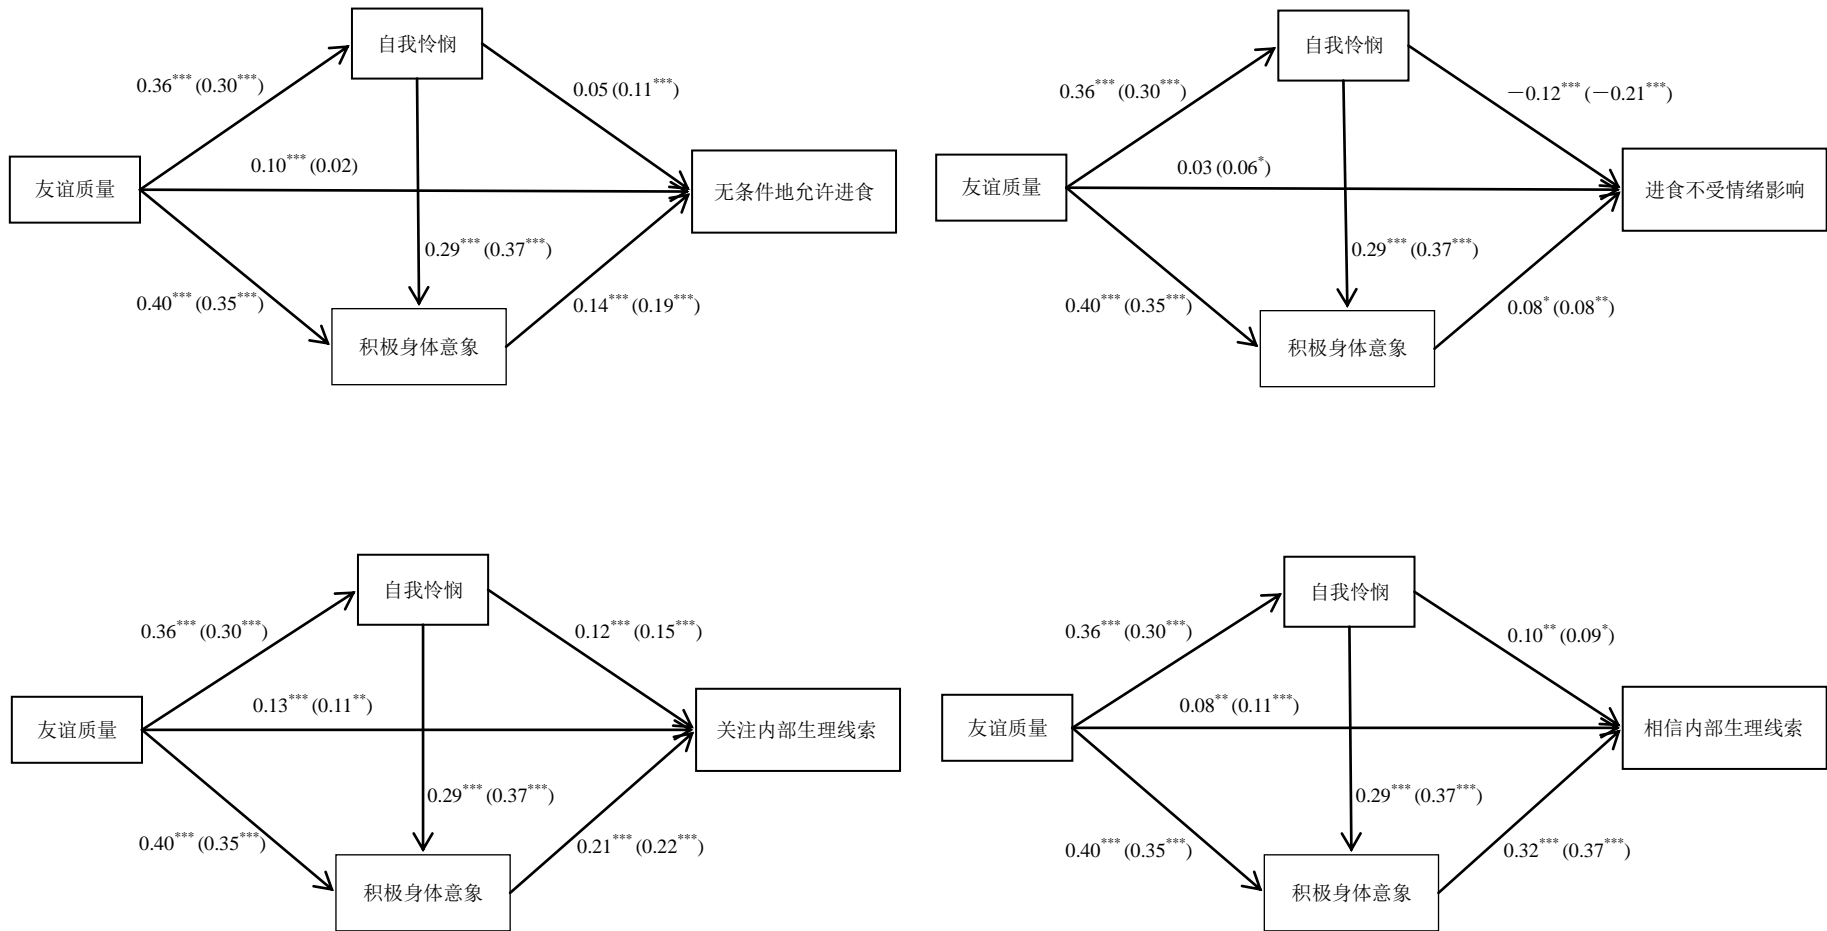 自我怜悯
0.36*** (0.30***)
0.05 (0.11***)
0.10*** (0.02)
友谊质量
无条件地允许进食
0.29*** (0.37***)
0.40*** (0.35***)
0.14*** (0.19***)
积极身体意象
自我怜悯
0.36*** (0.30***)
－0.12*** (－0.21***)
0.03 (0.06*)
友谊质量
进食不受情绪影响
0.29*** (0.37***)
0.40*** (0.35***)
0.08* (0.08**)
积极身体意象
自我怜悯
0.36*** (0.30***)
0.12*** (0.15***)
0.13*** (0.11**)
友谊质量
关注内部生理线索
0.29*** (0.37***)
0.40*** (0.35***)
0.21*** (0.22***)
积极身体意象
自我怜悯
0.36*** (0.30***)
0.10** (0.09*)
0.08** (0.11***)
友谊质量
相信内部生理线索
0.29*** (0.37***)
0.40*** (0.35***)
0.32*** (0.37***)
积极身体意象